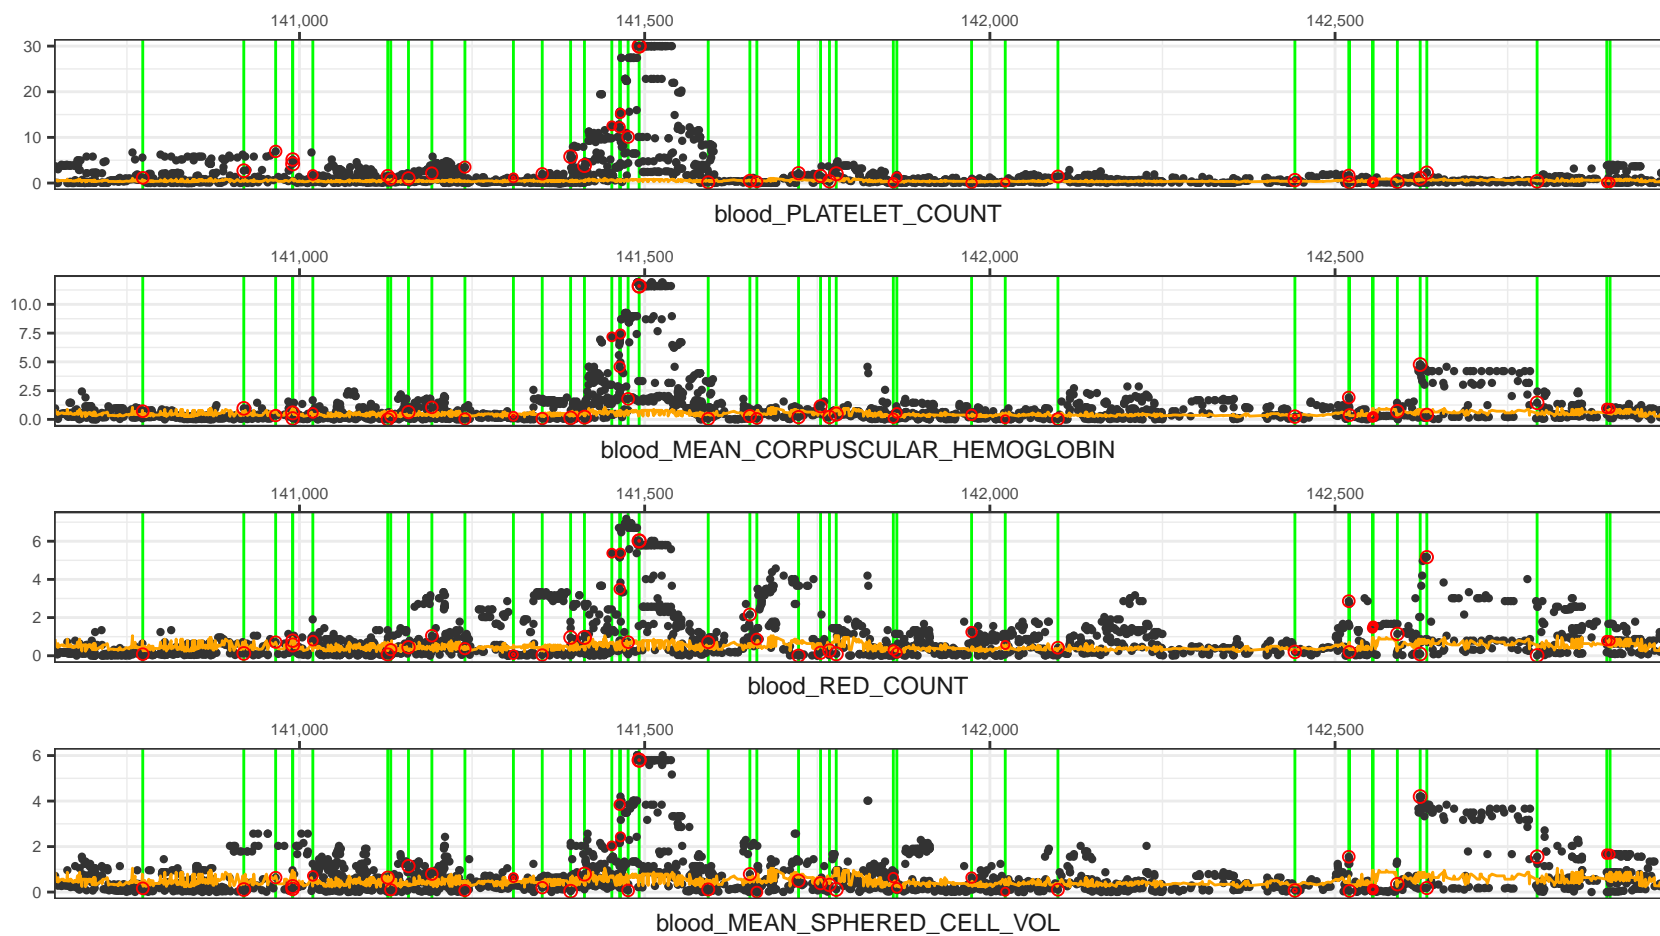 141,000 141,500 142,000 142,500
30
20
10
0
blood_PLATELET_COUNT
141,000 141,500 142,000 142,500
10.0
7.5
5.0
2.5
0.0
blood_MEAN_CORPUSCULAR_HEMOGLOBIN
141,000 141,500 142,000 142,500
6
4
2
0
blood_RED_COUNT
141,000 141,500 142,000 142,500
6
4
2
0
blood_MEAN_SPHERED_CELL_VOL